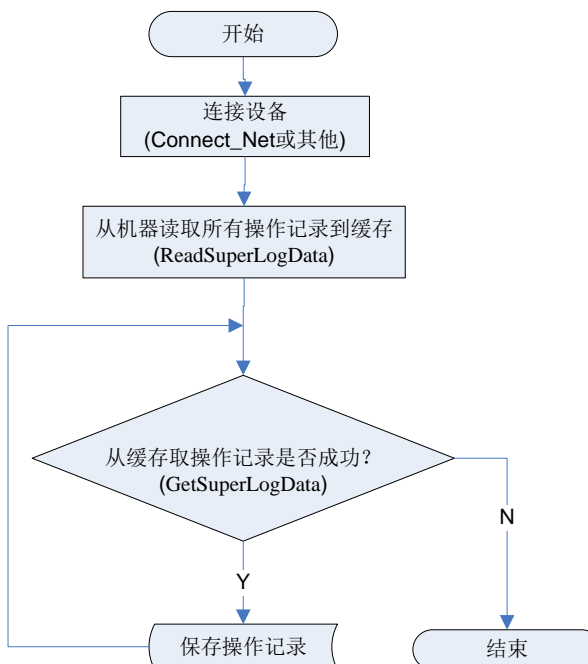 开始
连接设备
(Connect_Net或其他)
从机器读取所有操作记录到缓存
(ReadSuperLogData)
从缓存取操作记录是否成功?
(GetSuperLogData)
N
Y
保存操作记录
结束